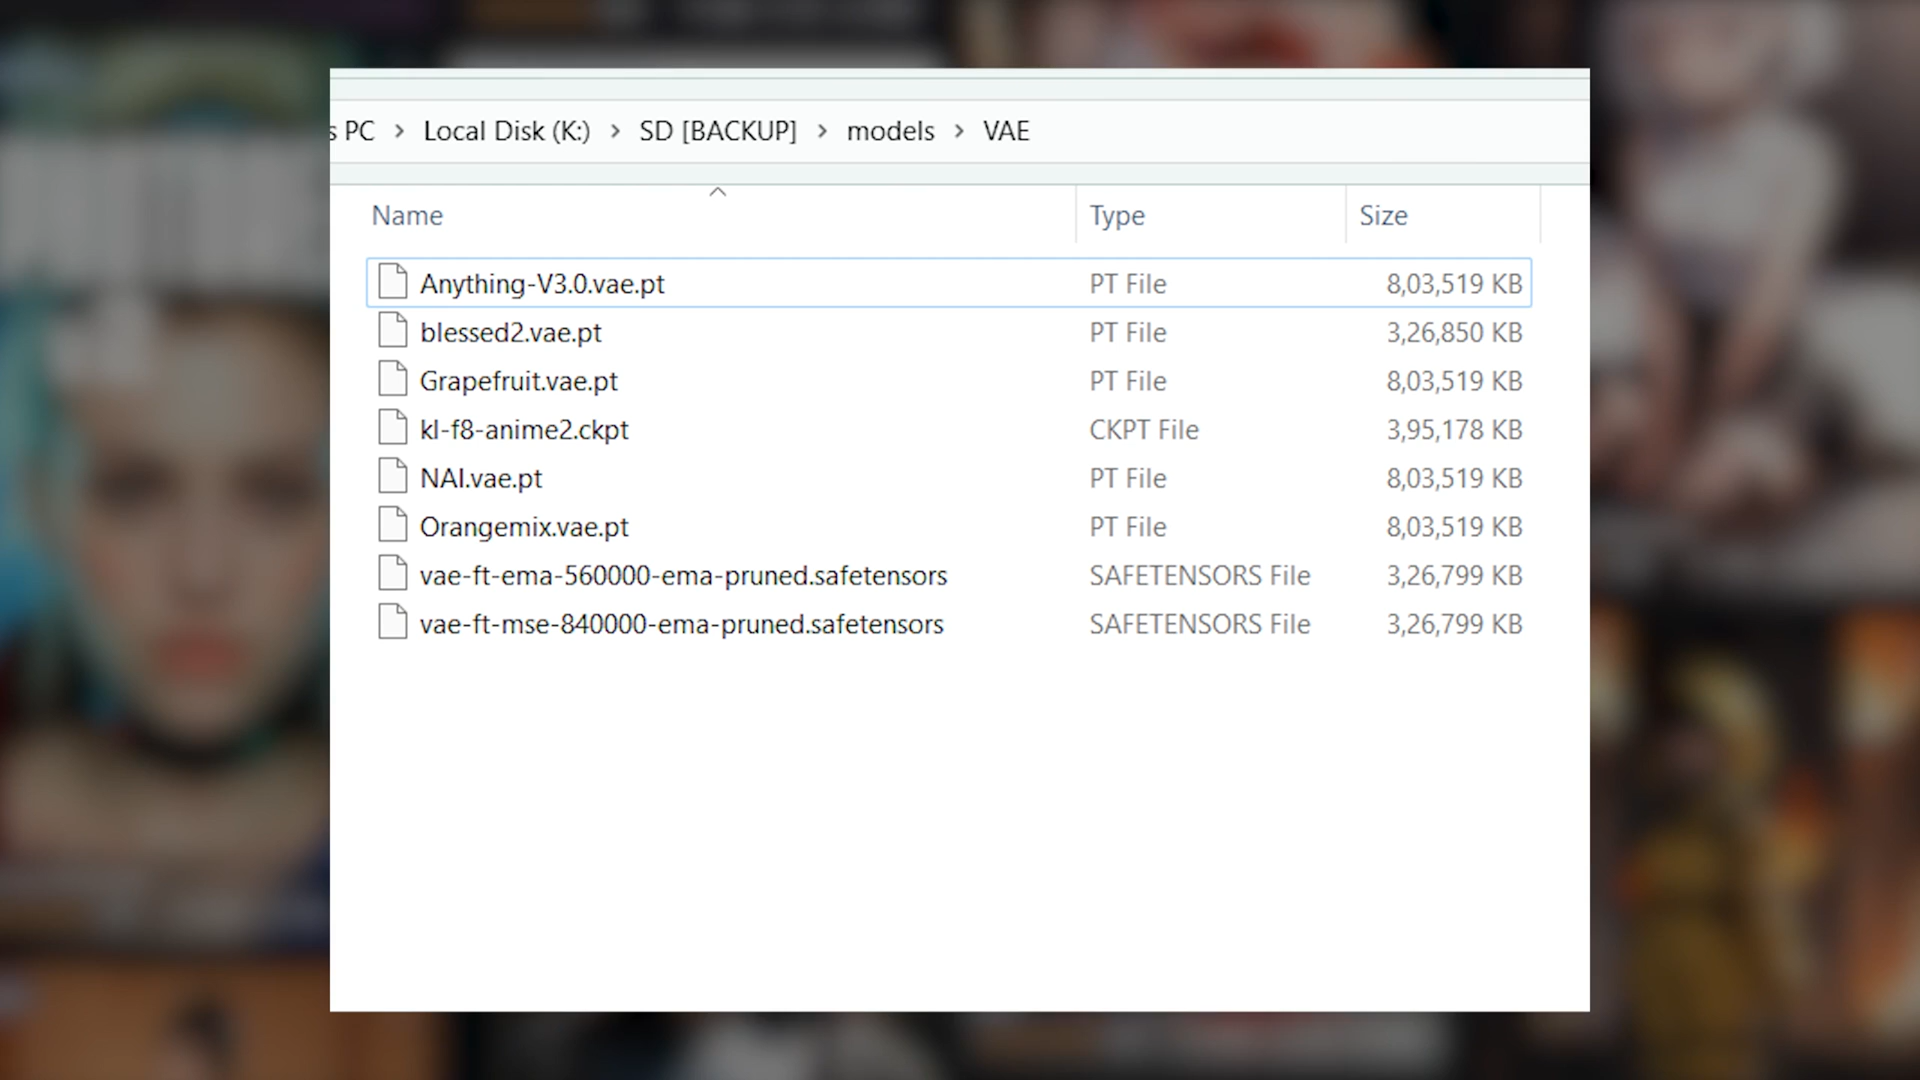 s PC > Local Disk (K:) > SD [BACKUP] > models > VAE
Name Type Size
Anything-V3.0.vae.pt PT File 8,03,519 KB
blessed2.vae.pt PT File 3,26,850 KB
Grapefruit.vae.pt PT File 8,03,519 KB
kl-f8-anime2.ckpt CKPT File 3,95,178 KB
NAI.vae.pt PT File 8,03,519 KB
Orangemix.vae.pt PT File 8,03,519 KB
vae-ft-ema-560000-ema-pruned.safetensors SAFETENSORS File 3,26,799 KB
vae-ft-mse-840000-ema-pruned.safetensors SAFETENSORS File 3,26,799 KB